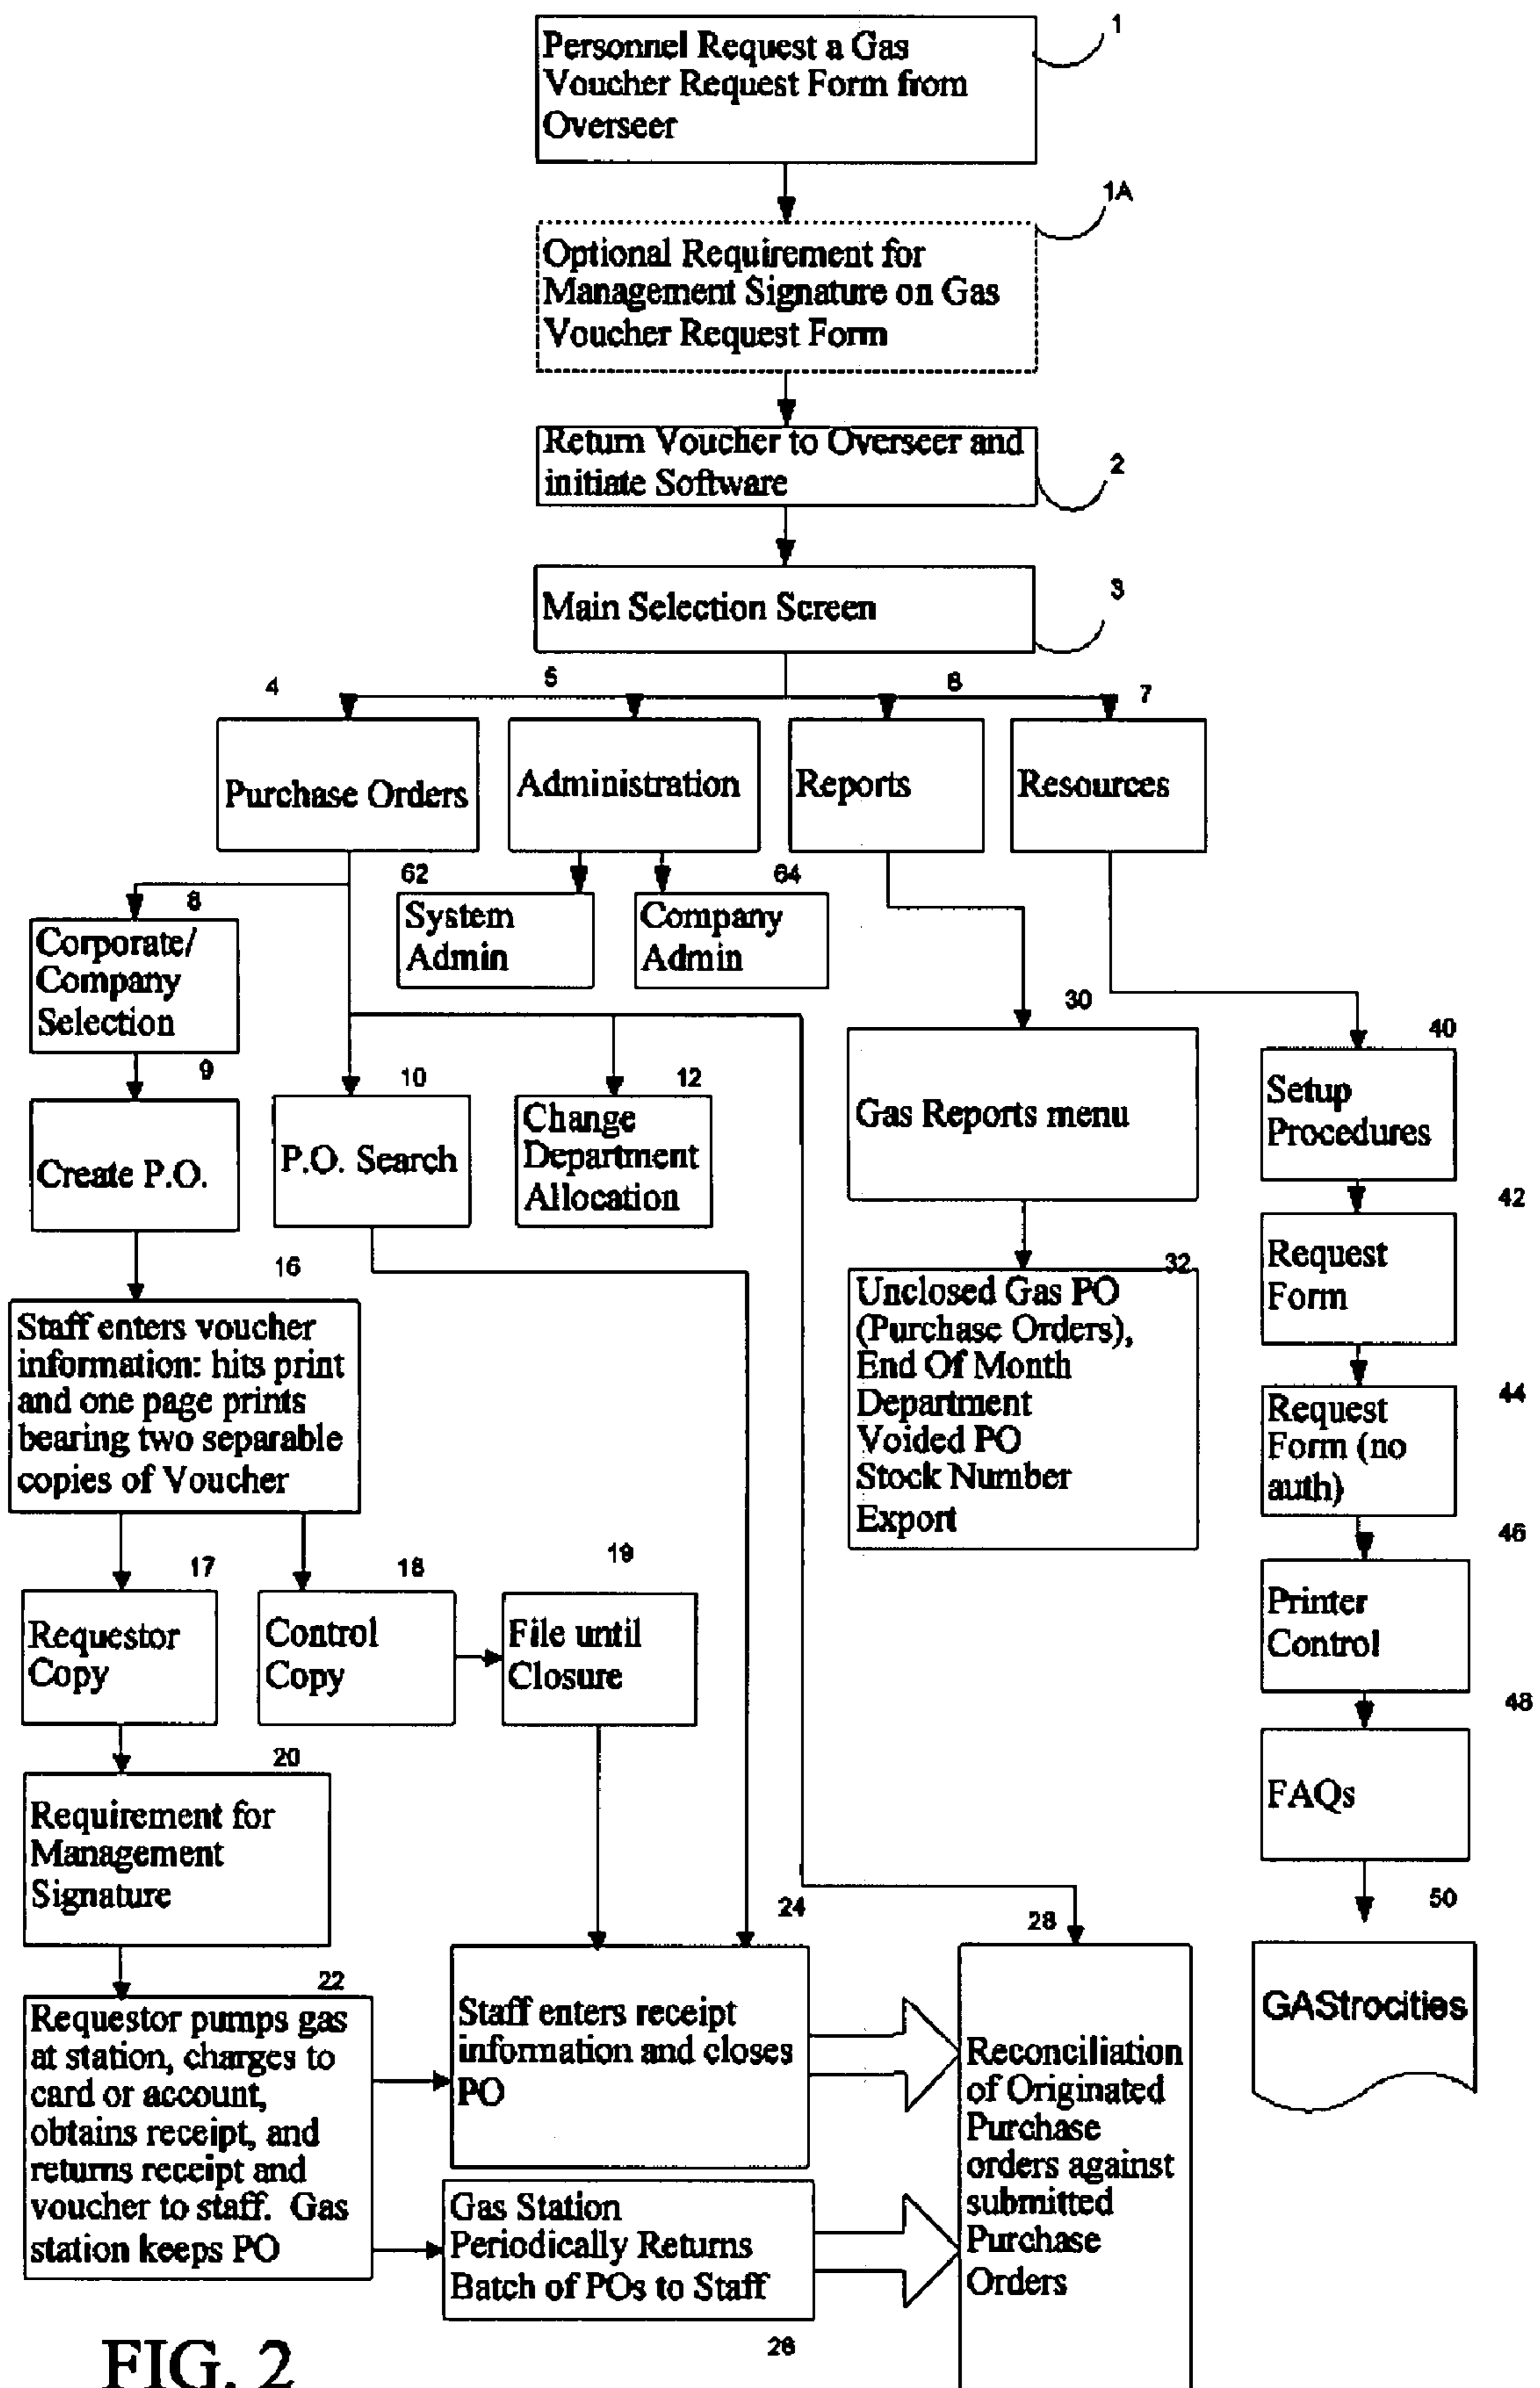 1
Personnel Request a Gas
Voucher Request Form from
Overseer
1A
Optional Requirement for
Management Signature on Gas
Voucher Request Form
Return Voucher to Overseer and
initiate Software
2
Main Selection Screen
3
4
5
6
7
Purchase Orders
Administration
Reports
Resources
62
64
System
Admin
Company
Admin
8
Corporate/
Company
Selection
9
Create P.O.
10
P.O. Search
12
Change
Department
Allocation
30
Gas Reports menu
40
Setup
Procedures
42
Request
Form
32
Unclosed Gas PO
(Purchase Orders),
End Of Month
Department
Voided PO
Stock Number
Export
44
Request
Form (no
auth)
16
Staff enters voucher
information: hits print
and one page prints
bearing two separable
copies of Voucher
17
Requestor
Copy
18
Control
Copy
19
File until
Closure
46
Printer
Control
48
FAQs
20
Requirement for
Management
Signature
22
Requestor pumps gas
at station, charges to
card or account,
obtains receipt, and
returns receipt and
voucher to staff. Gas
station keeps PO
24
Staff enters receipt
information and closes
PO
Gas Station
Periodically Returns
Batch of POs to Staff
26
28
Reconciliation
of Originated
Purchase
orders against
submitted
Purchase
Orders
50
GAStrocities
FIG. 2